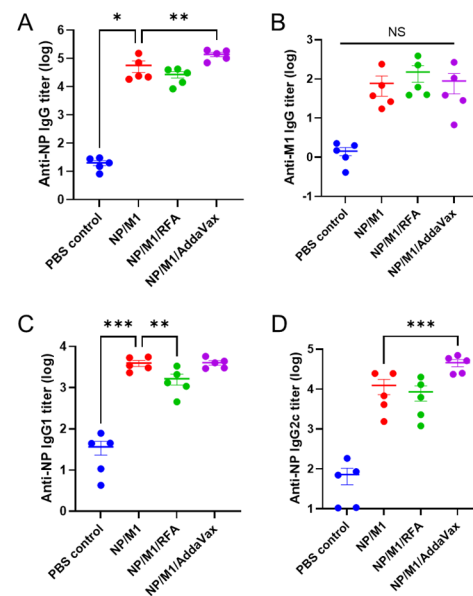 A
Anti-NP IgG titer (log)
6
5
4
3
2
1
0
* **
PBS control
NP/M1
NP/M1/RFA
NP/M1/AddaVax
B
Anti-M1 IgG titer (log)
3
2
1
0
-1
NS
PBS control
NP/M1
NP/M1/RFA
NP/M1/AddaVax
C
Anti-NP IgG1 titer (log)
4
3
2
1
0
*** **
PBS control
NP/M1
NP/M1/RFA
NP/M1/AddaVax
D
Anti-NP IgG2c titer (log)
5
4
3
2
1
***
PBS control
NP/M1
NP/M1/RFA
NP/M1/AddaVax